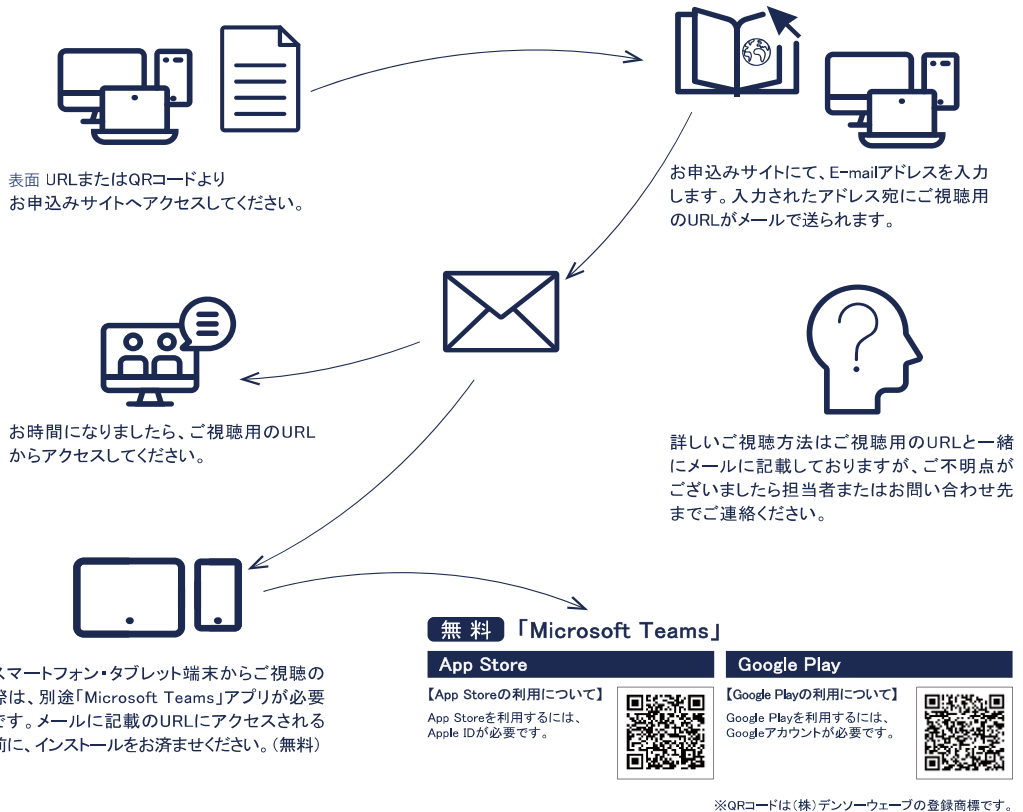 表面 URLまたはQRコードより
お申込みサイトへアクセスしてください。
お申込みサイトにて、E-mailアドレスを入力
します。入力されたアドレス宛にご視聴用
のURLがメールで送られます。
お時間になりましたら、ご視聴用のURL
からアクセスしてください。
詳しいご視聴方法はご視聴用のURLと一緒
にメールに記載しておりますが、ご不明点が
ございましたら担当者またはお問い合わせ先
までご連絡ください。
スマートフォン・タブレット端末からご視聴の
際は、別途「Microsoft Teams」アプリが必要
です。メールに記載のURLにアクセスされる
前に、インストールをお済ませください。(無料)
無料 「Microsoft Teams」
App Store
【App Storeの利用について】
App Storeを利用するには、
Apple IDが必要です。
Google Play
【Google Playの利用について】
Google Playを利用するには、
Googleアカウントが必要です。
※QRコードは(株)デンソーウェーブの登録商標です。